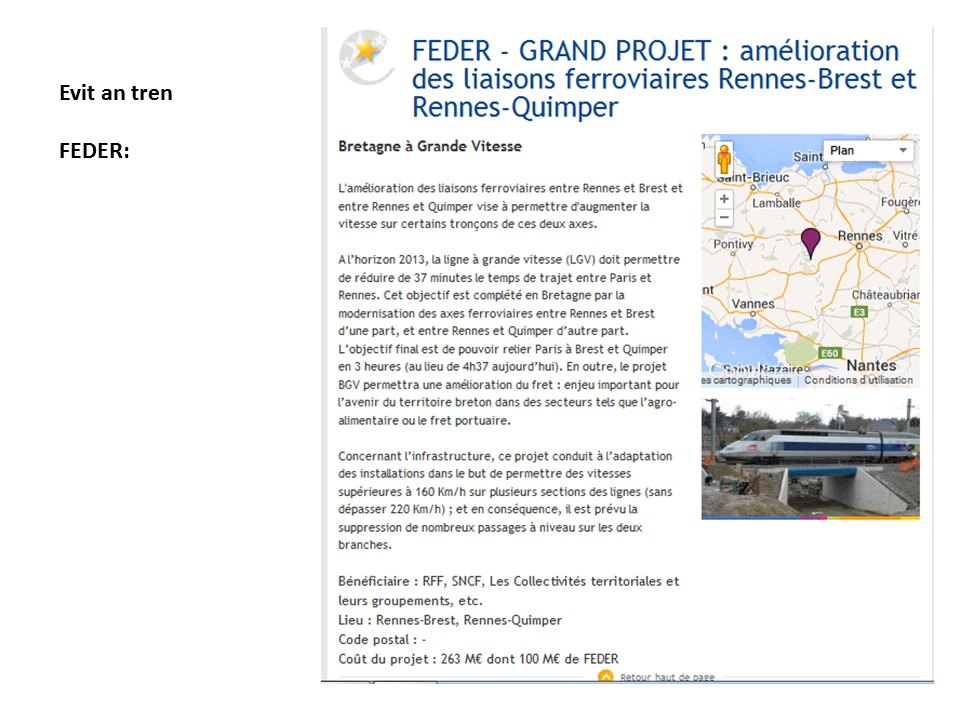 Evit an tren
FEDER:
FEDER - GRAND PROJET : amélioration
des liaisons ferroviaires Rennes-Brest et
Rennes-Quimper
Bretagne à Grande Vitesse
L'amélioration des liaisons ferroviaires entre Rennes et Brest et
entre Rennes et Quimper vise à permettre d'augmenter la
vitesse sur certains tronçons de ces deux axes.
A l’horizon 2013, la ligne à grande vitesse (LGV) doit permettre
de réduire de 37 minutes le temps de trajet entre Paris et
Rennes. Cet objectif est complété en Bretagne par la
modernisation des axes ferroviaires entre Rennes et Brest
d’une part, et entre Rennes et Quimper d’autre part.
L’objectif final est de pouvoir relier Paris à Brest et Quimper
en 3 heures (au lieu de 4h37 aujourd’hui). En outre, le projet
BGV permettra une amélioration du fret : enjeu important pour
l’avenir du territoire breton dans des secteurs tels que l’agro-
alimentaire ou le fret portuaire.
Concernant l’infrastructure, ce projet conduit à l’adaptation
des installations dans le but de permettre des vitesses
supérieures à 160 Km/h sur plusieurs sections des lignes (sans
dépasser 220 Km/h) ; et en conséquence, il est prévu la
suppression de nombreux passages à niveau sur les deux
branches.
Bénéficiaire : RFF, SNCF, Les Collectivités territoriales et
leurs groupements, etc.
Lieu : Rennes-Brest, Rennes-Quimper
Code postal : -
Coût du projet : 263 M€ dont 100 M€ de FEDER
Retour haut de page
Plan
Saint
Saint-Brieuc
Lamballe
Fougère
Pontivy
Rennes
Vitré
nt
Vannes
Châteaubrian
E3
E60
Saint-Nazaire
Nantes
es cartographiques
Conditions d'utilisation